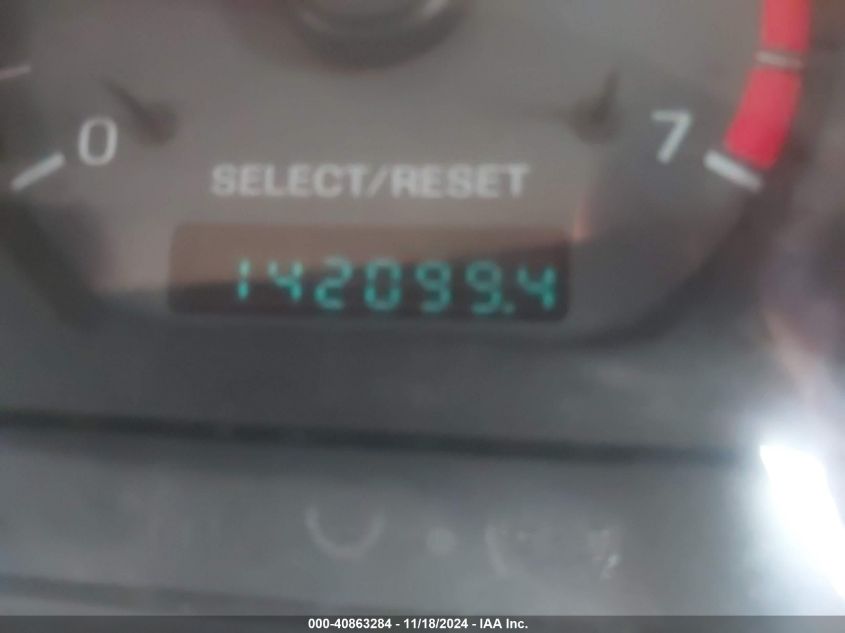 0
7
SELECT/RESET
142099.4
000-40863284 - 11/18/2024 - IAA Inc.